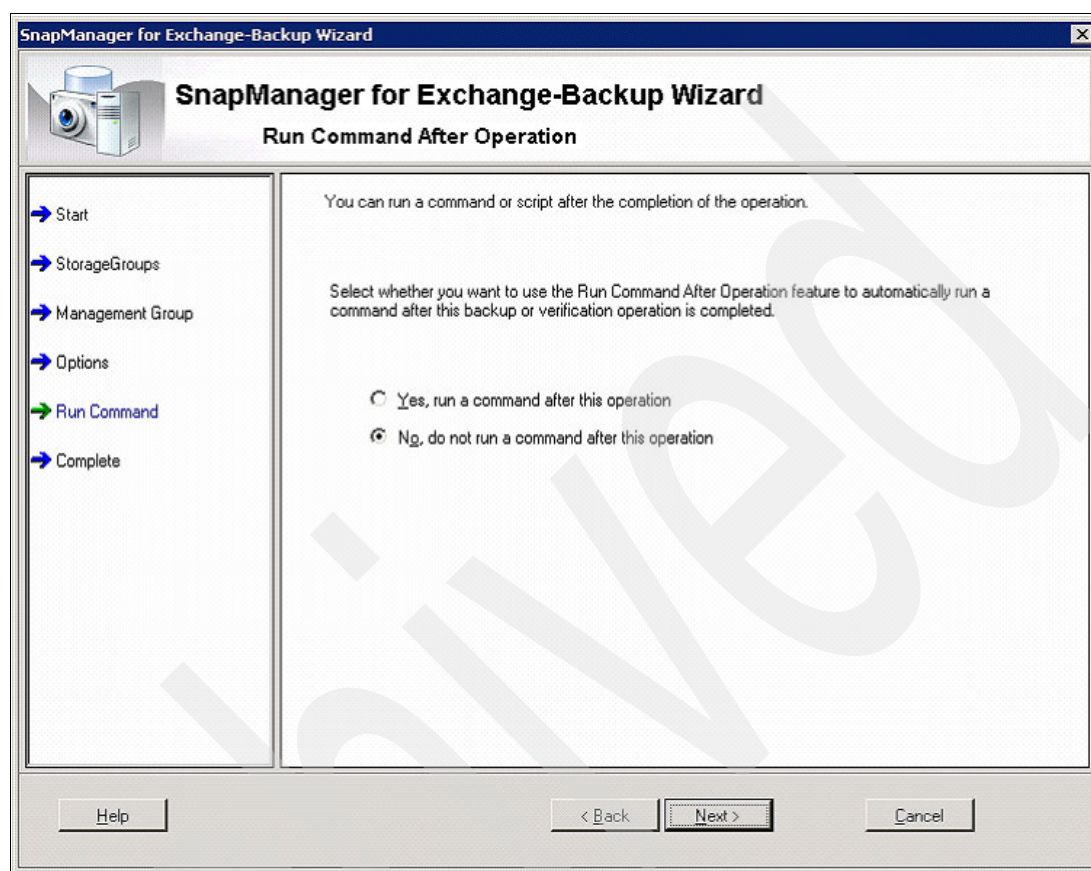 SnapManager for Exchange-Backup Wizard
SnapManager for Exchange-Backup Wizard
Run Command After Operation
Start
StorageGroups
Management Group
Options
Run Command
Complete
You can run a command or script after the completion of the operation.
Select whether you want to use the Run Command After Operation feature to automatically run a
command after this backup or verification operation is completed.
Yes, run a command after this operation
No, do not run a command after this operation
Help
< Back
Next >
Cancel
hived